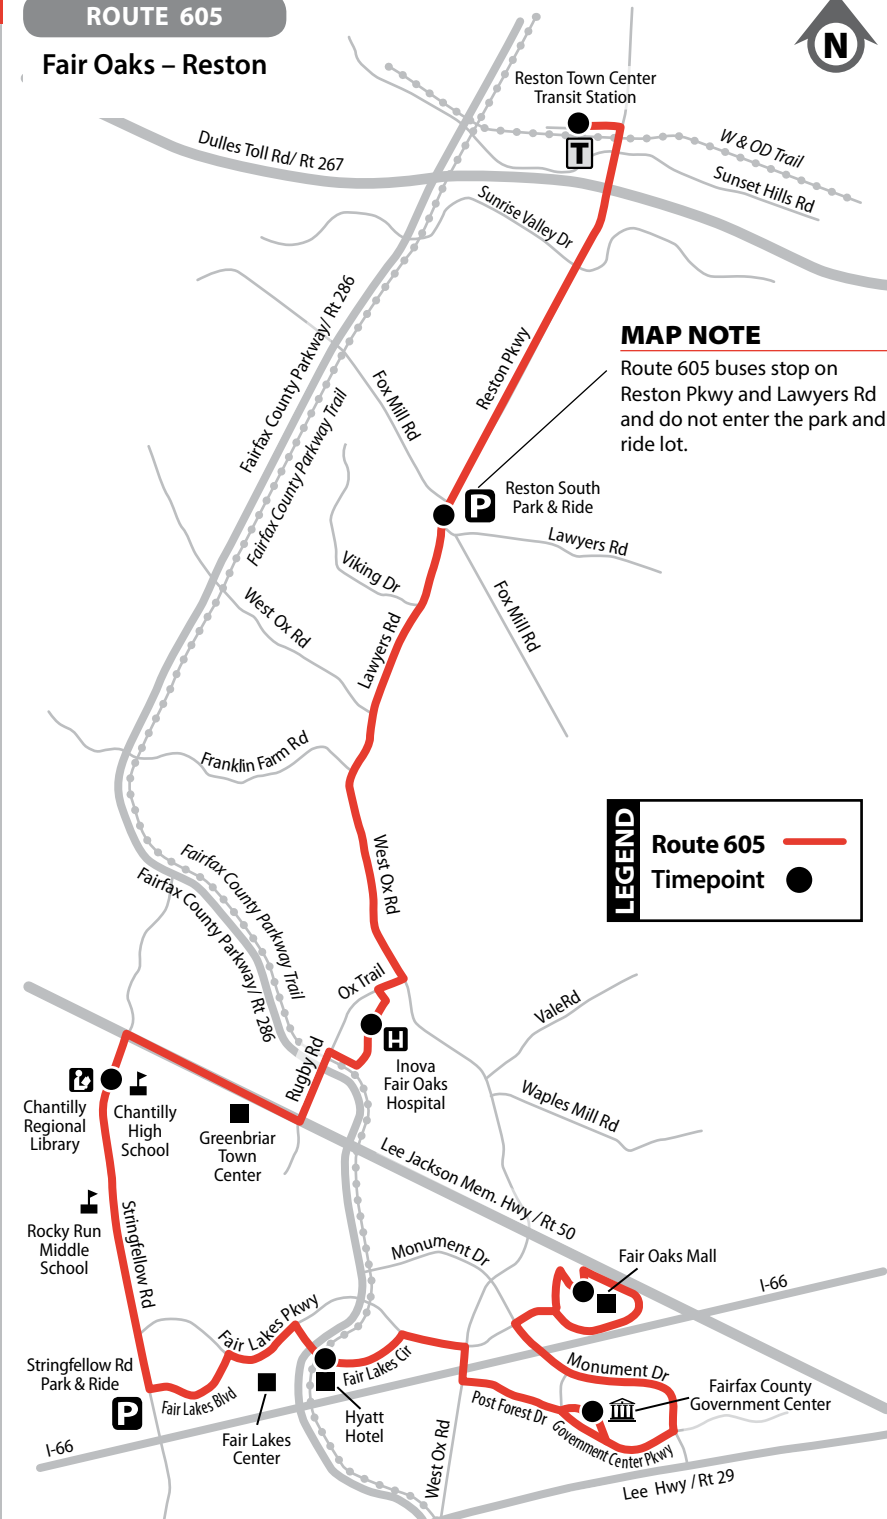 ROUTE 605
Fair Oaks – Reston
N
Reston Town Center
Transit Station
T
W & OD Trail
Dulles Toll Rd/ Rt 267
Sunset Hills Rd
Sunrise Valley Dr
Fairfax County Parkway/ Rt 286
Fairfax County Parkway Trail
Reston Pkwy
MAP NOTE
Route 605 buses stop on
Reston Pkwy and Lawyers Rd
and do not enter the park and
ride lot.
Fox Mill Rd
P
Reston South
Park & Ride
Lawyers Rd
Viking Dr
Fox Mill Rd
West Ox Rd
Lawyers Rd
Franklin Farm Rd
LEGEND
Route 605
Timepoint
West Ox Rd
Fairfax County Parkway Trail
Fairfax County Parkway/ Rt 286
Ox Trail
ValeRd
H
Inova
Fair Oaks
Hospital
Rugby Rd
Waples Mill Rd
Chantilly
Regional
Library
Chantilly
High
School
Greenbriar
Town
Center
Lee Jackson Mem. Hwy / Rt 50
Rocky Run
Middle
School
Stringfellow Rd
Monument Dr
Fair Oaks Mall
I-66
Fair Lakes Pkwy
Stringfellow Rd
Park & Ride
P
Fair Lakes Blvd
Fair Lakes Cir
Monument Dr
Fairfax County
Government Center
Post Forest Dr
Government Center Pkwy
Hyatt
Hotel
Fair Lakes
Center
I-66
West Ox Rd
Lee Hwy / Rt 29